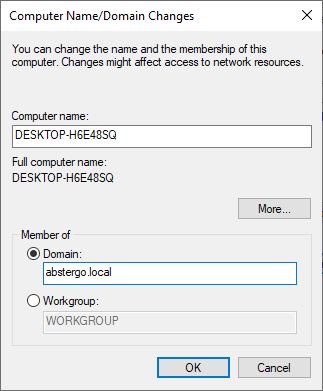 Computer Name/Domain Changes
You can change the name and the membership of this
computer. Changes might affect access to network resources.
Computer name:
DESKTOP-H6E48SQ
Full computer name:
DESKTOP-H6E48SQ
More...
Member of
Domain:
abstergo.local
Workgroup:
WORKGROUP
OK
Cancel